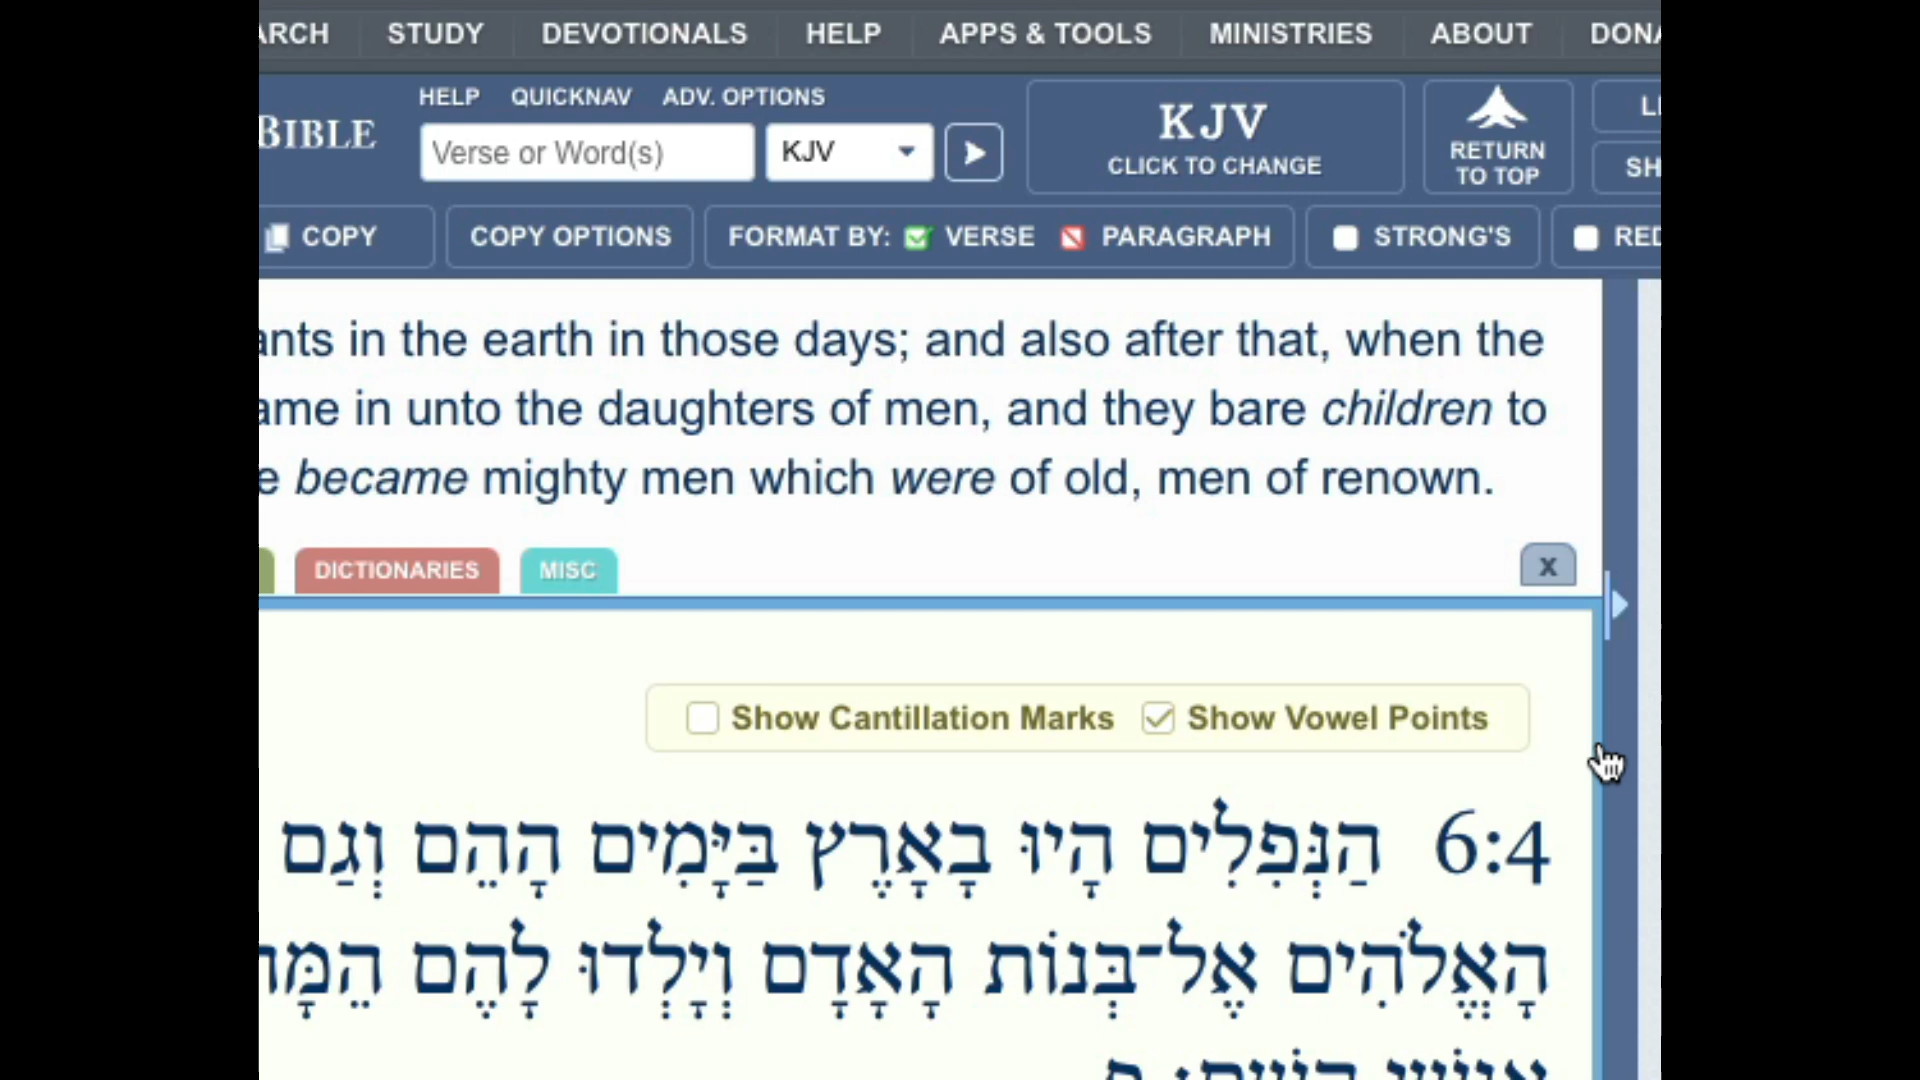 ARCH STUDY DEVOTIONALS HELP APPS & TOOLS MINISTRIES ABOUT DONA
HELP QUICKNAV ADV. OPTIONS
BIBLE Verse or Word(s) KJV
KJV
CLICK TO CHANGE
RETURN
TO TOP
LI
SH
COPY COPY OPTIONS FORMAT BY: VERSE PARAGRAPH STRONG'S RED
ants in the earth in those days; and also after that, when the
ame in unto the daughters of men, and they bare children to
e became mighty men which were of old, men of renown.
DICTIONARIES MISC X
Show Cantillation Marks Show Vowel Points
6:4 הַנְּפִלִים הָיוּ בָאָרֶץ בַּיָּמִים הָהֵם וְגַם
הָאֱלֹהִים אֶל־בְּנוֹת הָאָדָם וְיָלְדוּ לָהֶם הֵמָּה